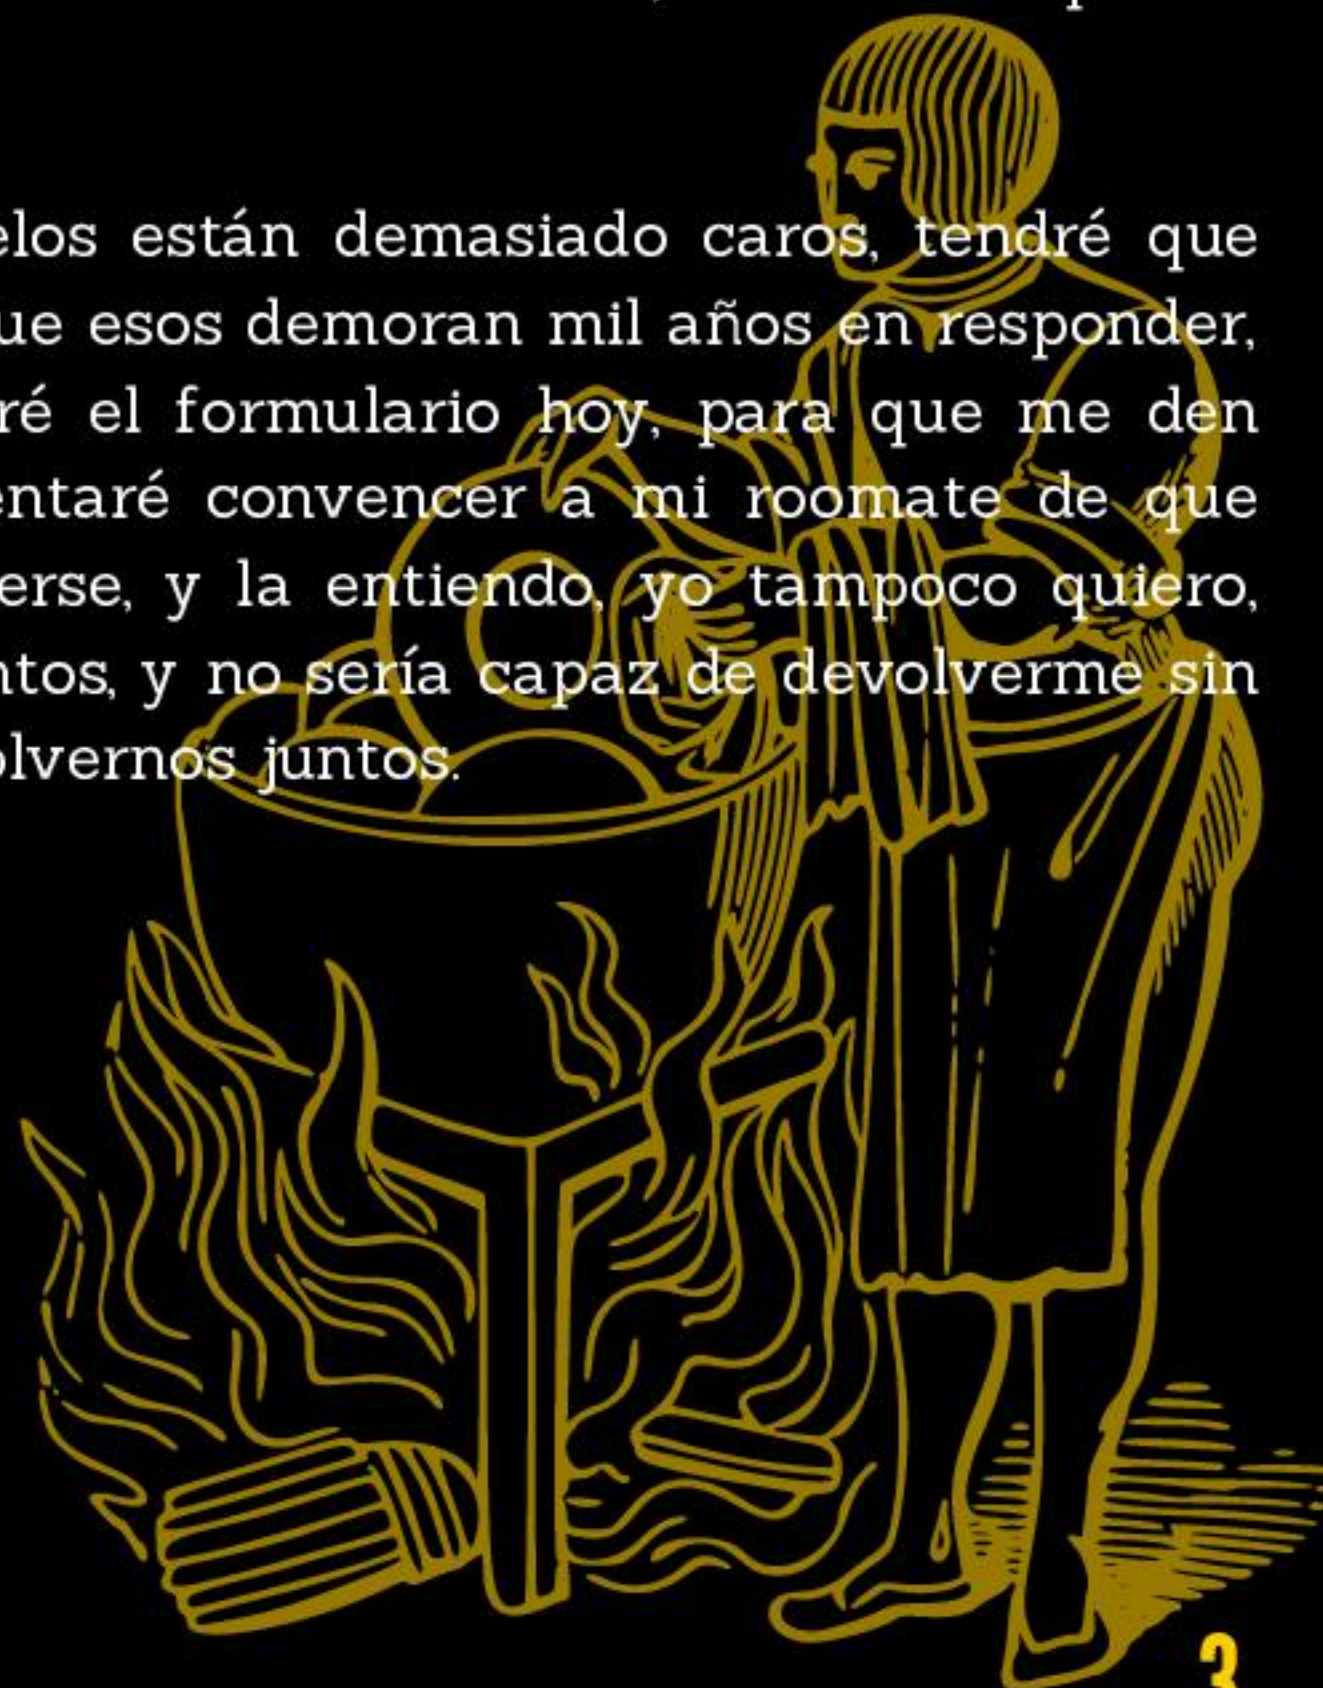 elos están demasiado caros, tendré que
ue esos demoran mil años en responder,
ré el formulario hoy, para que me den
entaré convencer a mi roomate de que
erse, y la entiendo, yo tampoco quiero,
ntos, y no sería capaz de devolverme sin
olvernos juntos.
3